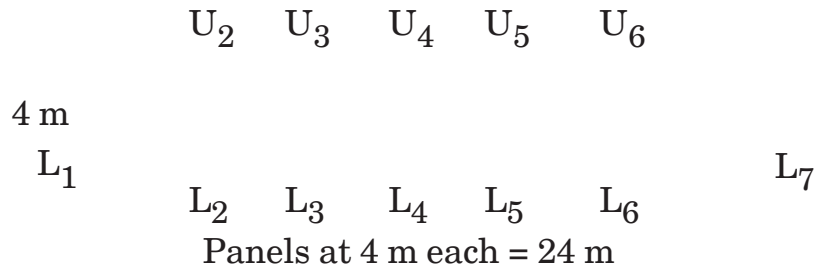 U2 U3 U4 U5 U6
4 m
L1 L7
L2 L3 L4 L5 L6
Panels at 4 m each = 24 m